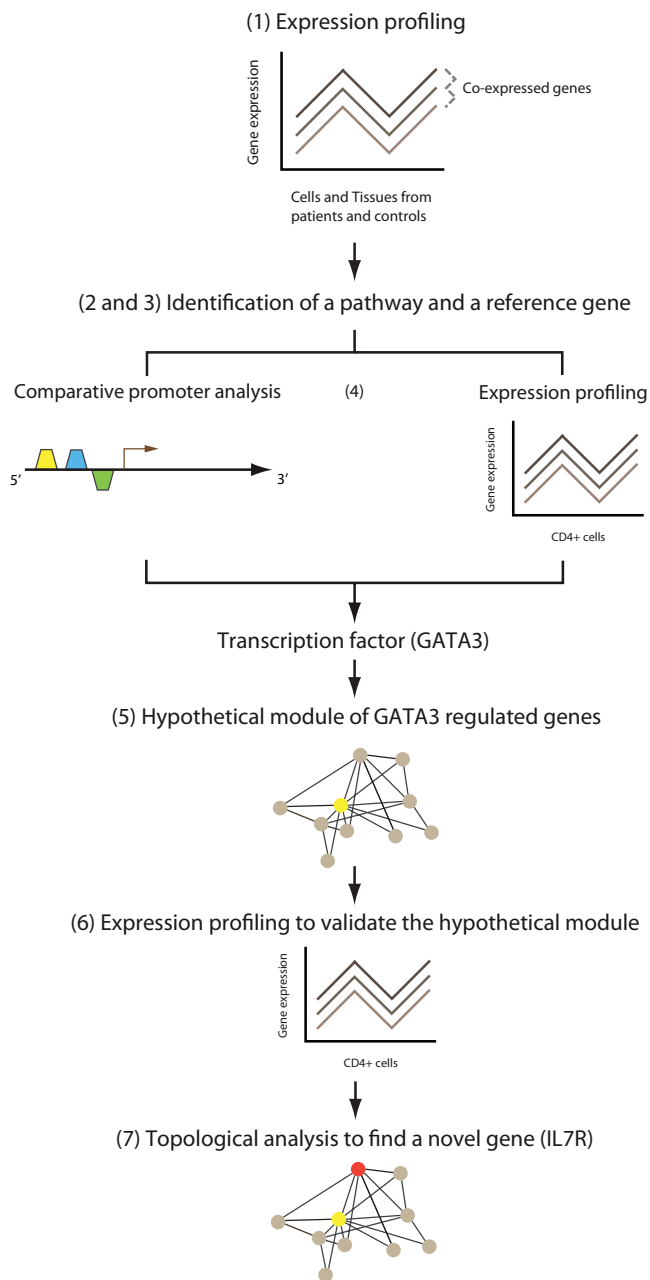 (1) Expression profiling
Gene expression
Co-expressed genes
Cells and Tissues from
patients and controls
(2 and 3) Identification of a pathway and a reference gene
Comparative promoter analysis
(4)
Expression profiling
5’
3’
Gene expression
CD4+ cells
Transcription factor (GATA3)
(5) Hypothetical module of GATA3 regulated genes
(6) Expression profiling to validate the hypothetical module
Gene expression
CD4+ cells
(7) Topological analysis to find a novel gene (IL7R)